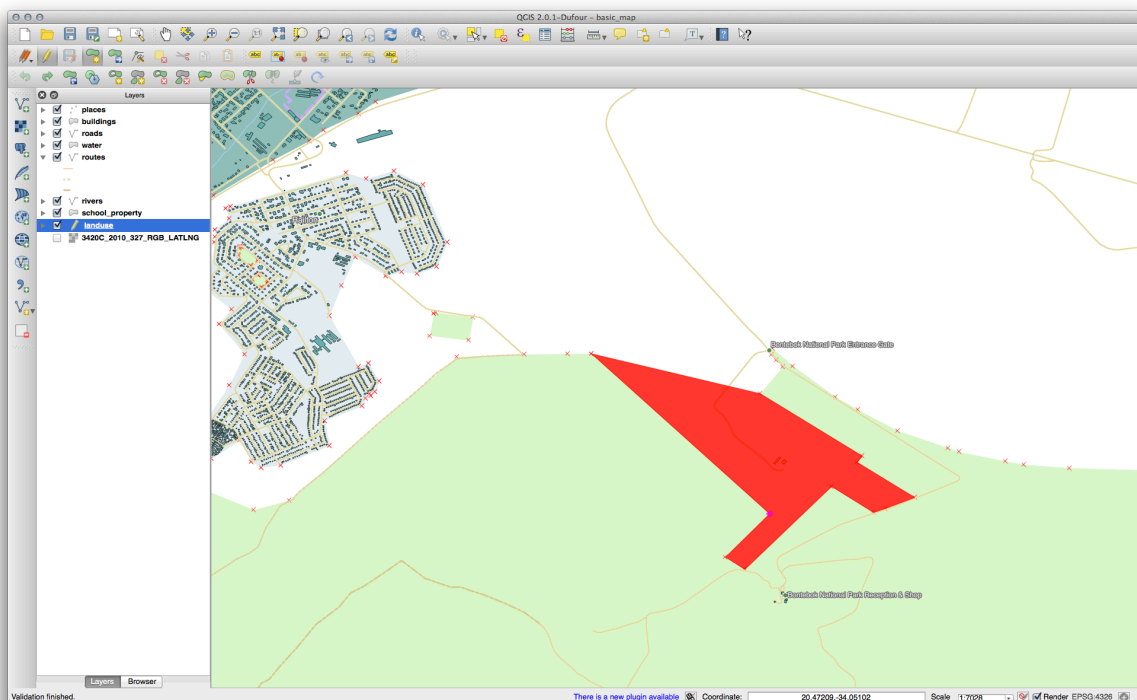 QGIS 2.0.1-Dufour - basic_map
Layers
places
buildings
roads
water
routes
rivers
school_property
landuse
3420C_2010_327_RGB_LATLNG
Railton
Bontebok National Park Entrance Gate
Bontebok National Park Reception & Shop
Layers Browser
Validation finished. There is a new plugin available Coordinate: 20.47209,-34.05102 Scale 1:7028 Render EPSG:4326